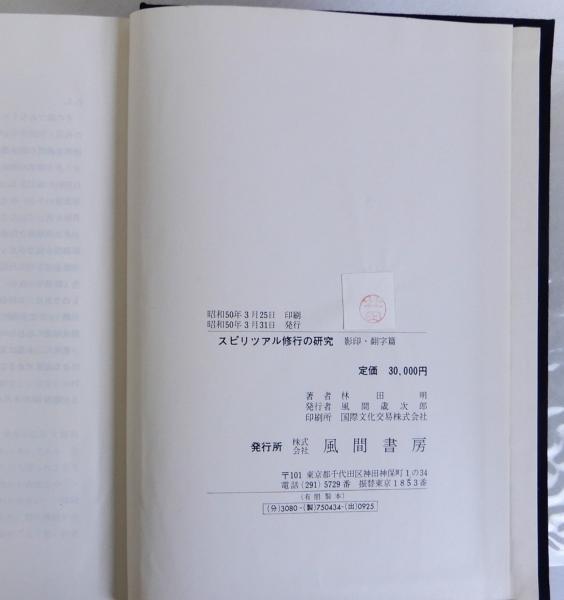 昭和50年3月25日 印刷
昭和50年3月31日 発行
スピリツアル修行の研究 影印・翻字篇
定価 30,000円
著者 林田明
発行者 風間歳次郎
印刷所 国際文化交易株式会社
発行所 株式会社 風間書房
〒101 東京都千代田区神田神保町1の34
電話(291)5729番 振替東京1853番
(有朋製本)
(分)3080-(製)750434-(出)0925